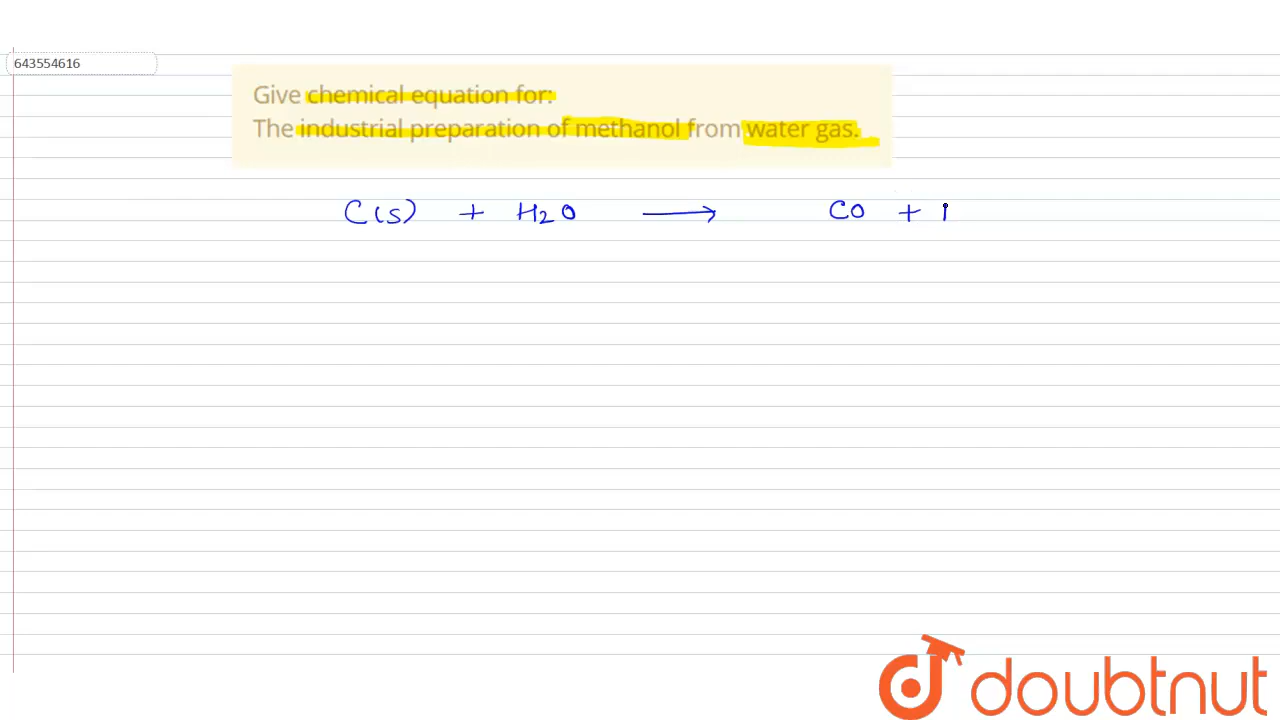 643554616
Give chemical equation for:
The industrial preparation of methanol from water gas.
C(s) + H2O ⟶ CO +
doubtnut